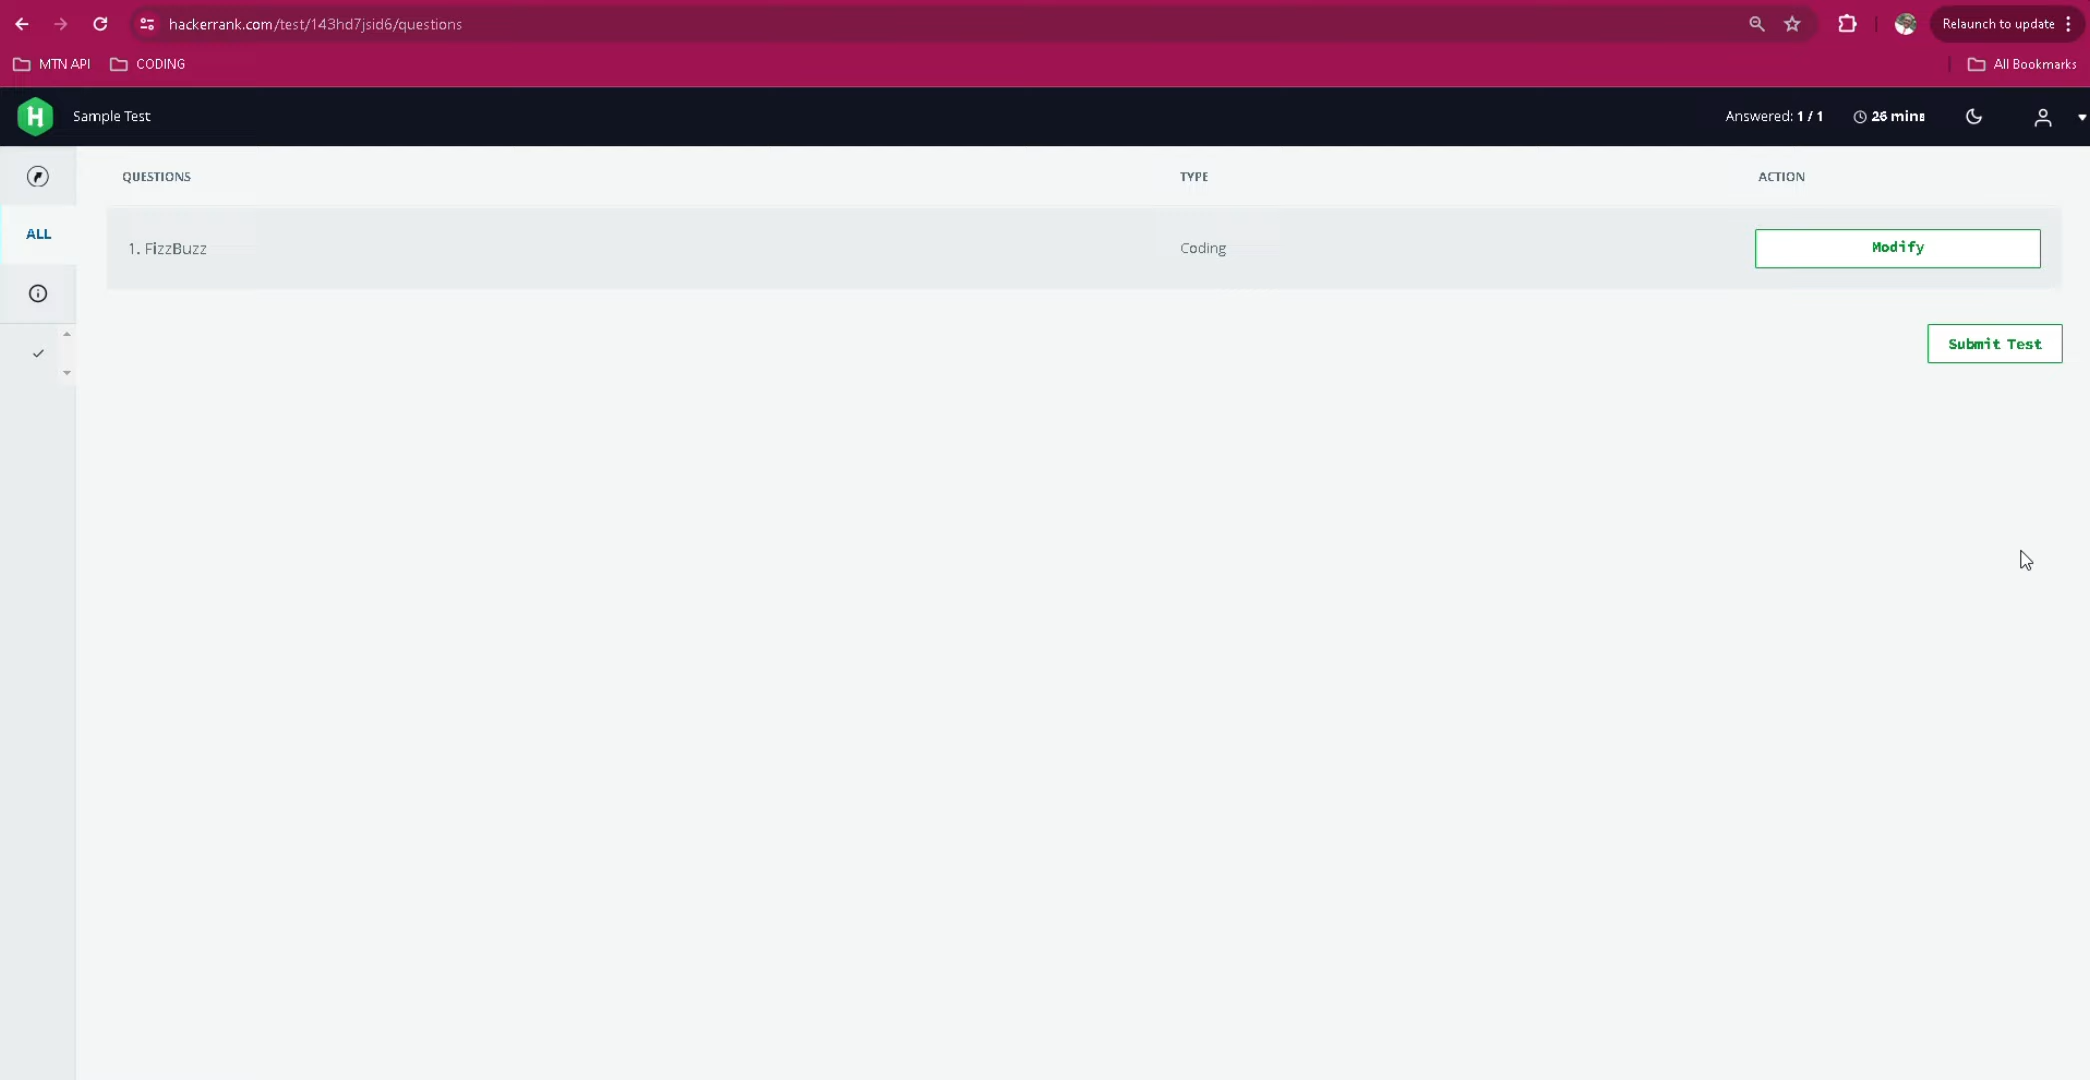 hackerrank.com/test/143hd7jsid6/questions
Relaunch to update
MTN API
CODING
All Bookmarks
H
Sample Test
Answered: 1 / 1
26 mins
QUESTIONS
TYPE
ACTION
ALL
1. FizzBuzz
Coding
Modify
Submit Test